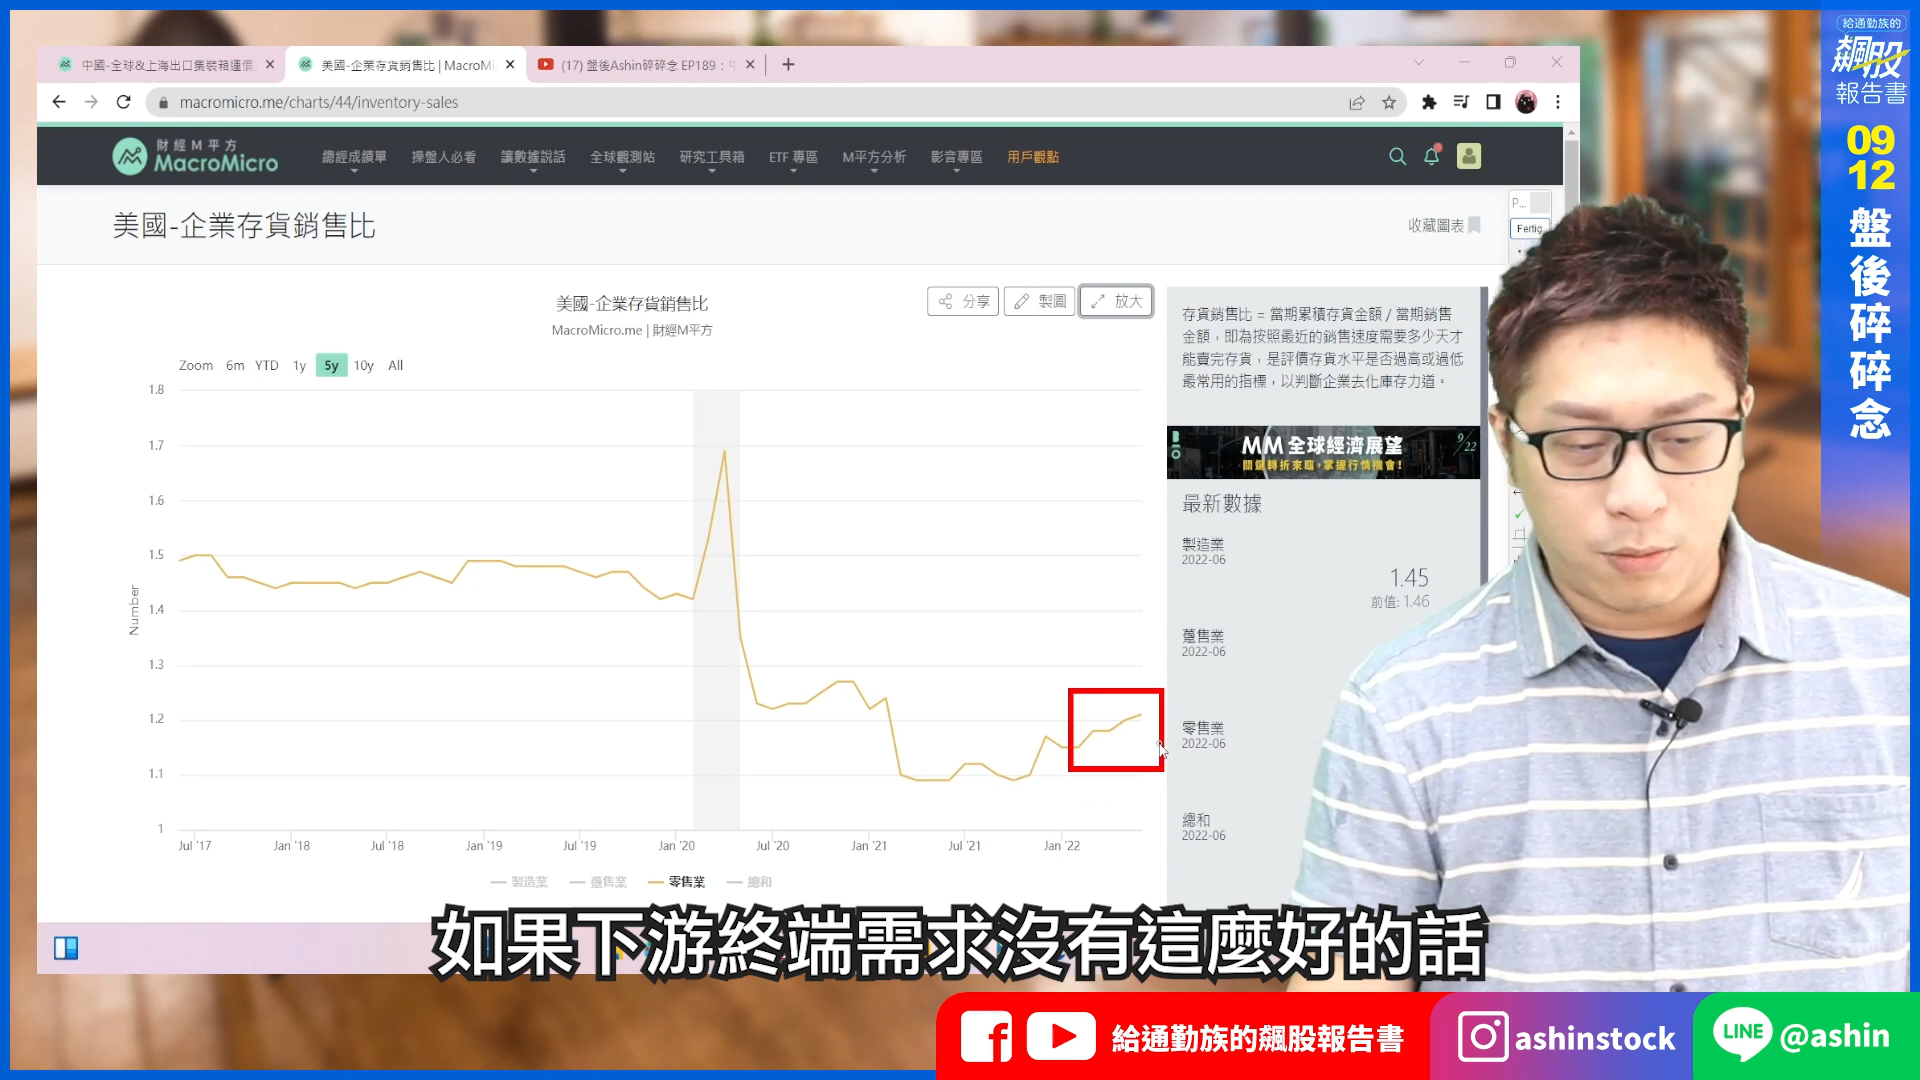 中國-全球&上海出口集裝箱運價
美國-企業存貨銷售比 | MacroMi
(17) 盤後Ashin碎碎念 EP189：中
macromicro.me/charts/44/inventory-sales
財經M平方
MacroMicro
總經成績單
操盤人必看
讓數據說話
全球觀測站
研究工具箱
ETF 專區
M平方分析
影音專區
用戶觀點
美國-企業存貨銷售比
收藏圖表
P...
Fertig
美國-企業存貨銷售比
MacroMicro.me | 財經M平方
分享
製圖
放大
Zoom 6m YTD 1y 5y 10y All
1.8
1.7
1.6
1.5
1.4
1.3
1.2
1.1
1
Number
Jul '17 Jan '18 Jul '18 Jan '19 Jul '19 Jan '20 Jul '20 Jan '21 Jul '21 Jan '22
製造業 躉售業 零售業 總和
存貨銷售比 = 當期累積存貨金額 / 當期銷售
金額，即為按照最近的銷售速度需要多少天才
能賣完存貨，是評價存貨水平是否過高或過低
最常用的指標，以判斷企業去化庫存力道。
MM 全球經濟展望
9/22
關鍵轉折來臨，掌握行情機會！
最新數據
製造業
2022-06
1.45
前值: 1.46
躉售業
2022-06
零售業
2022-06
總和
2022-06
給通勤族的
飆股
報告書
09
12
盤後碎碎念
如果下游終端需求沒有這麼好的話
給通勤族的飆股報告書
ashinstock
LINE
@ashin